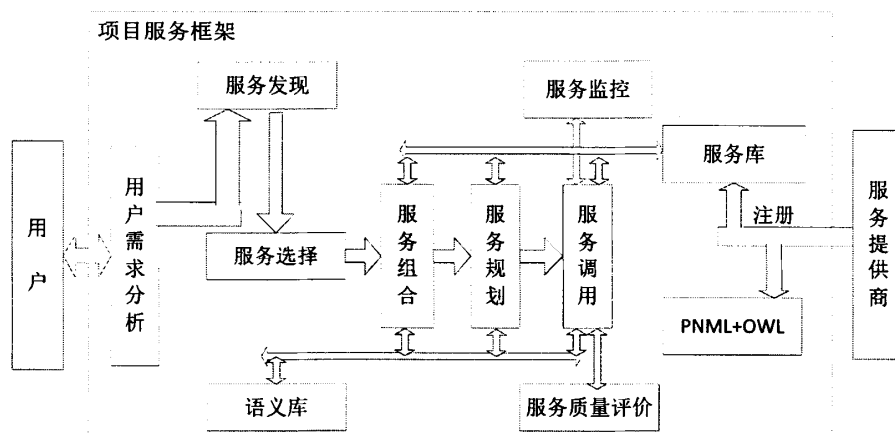 项目服务框架
服务发现
服务监控
服务库
用户
用户需求分析
服务选择
服务组合
服务规划
服务调用
注册
服务提供商
PNML+OWL
语义库
服务质量评价